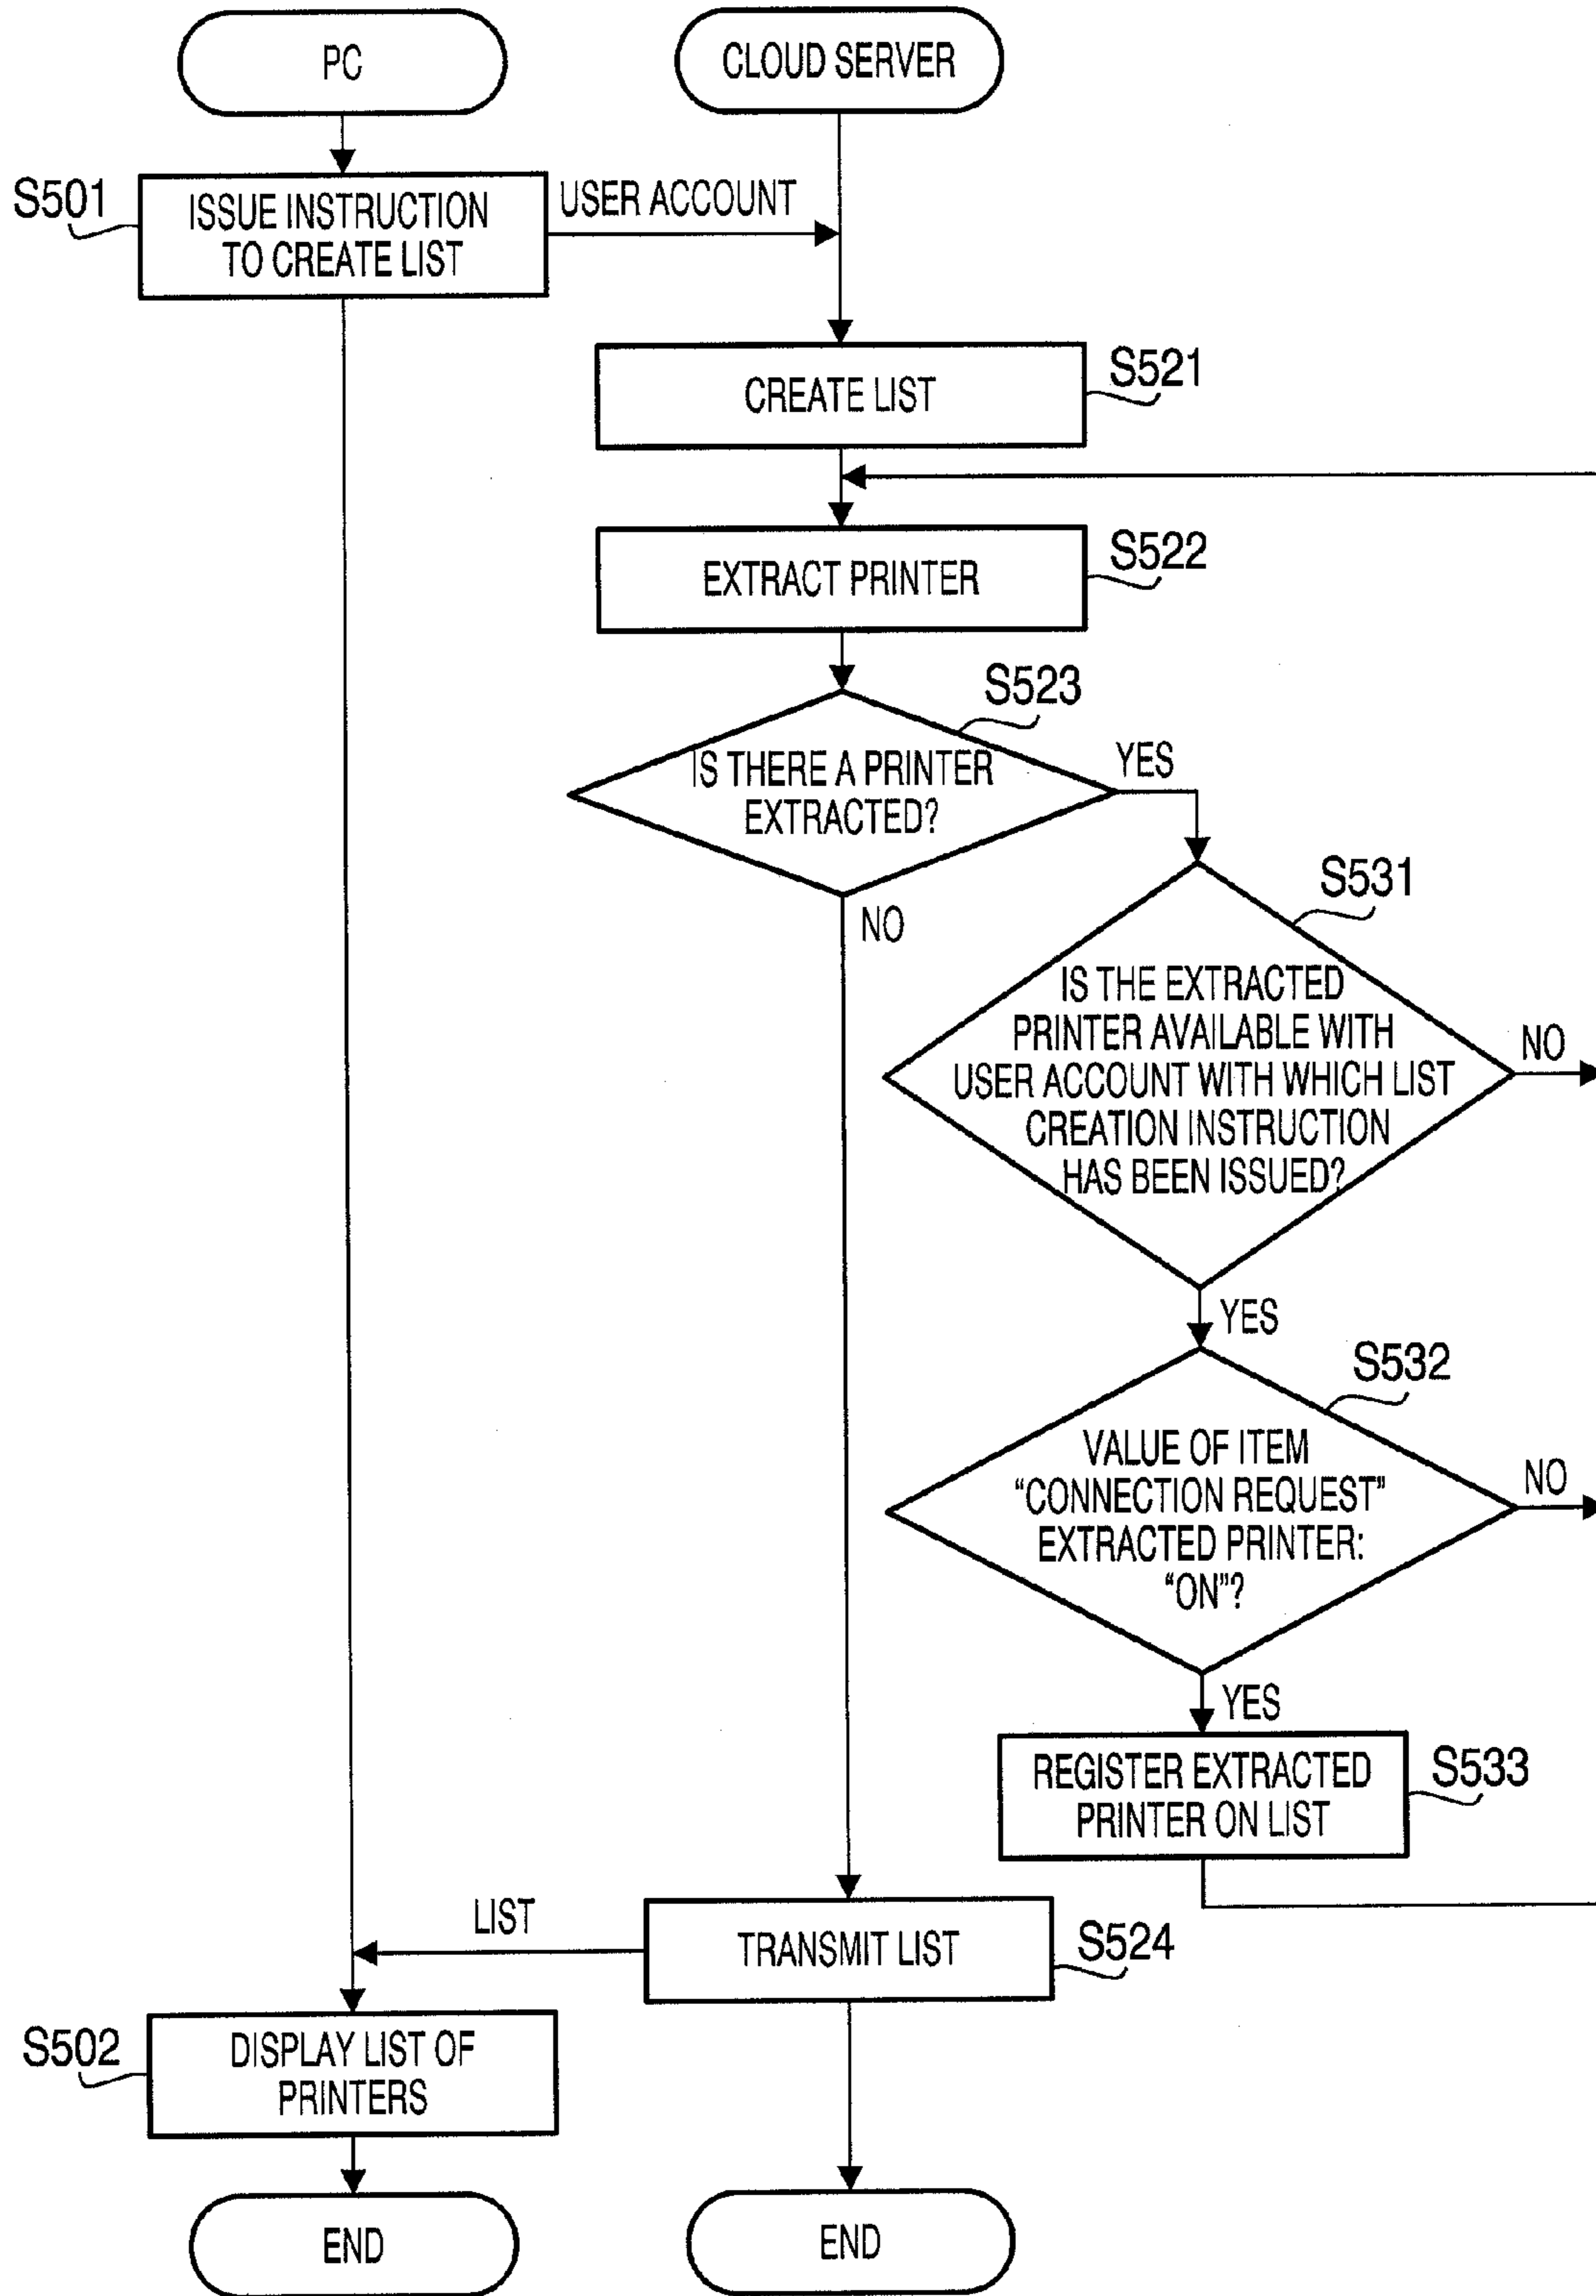 PC
CLOUD SERVER
S501
ISSUE INSTRUCTION
TO CREATE LIST
USER ACCOUNT
CREATE LIST
S521
EXTRACT PRINTER
S522
S523
IS THERE A PRINTER
EXTRACTED?
YES
NO
S531
IS THE EXTRACTED
PRINTER AVAILABLE WITH
USER ACCOUNT WITH WHICH LIST
CREATION INSTRUCTION
HAS BEEN ISSUED?
NO
YES
S532
VALUE OF ITEM
“CONNECTION REQUEST”
EXTRACTED PRINTER:
“ON”?
NO
YES
REGISTER EXTRACTED
PRINTER ON LIST
S533
LIST
TRANSMIT LIST
S524
S502
DISPLAY LIST OF
PRINTERS
END
END